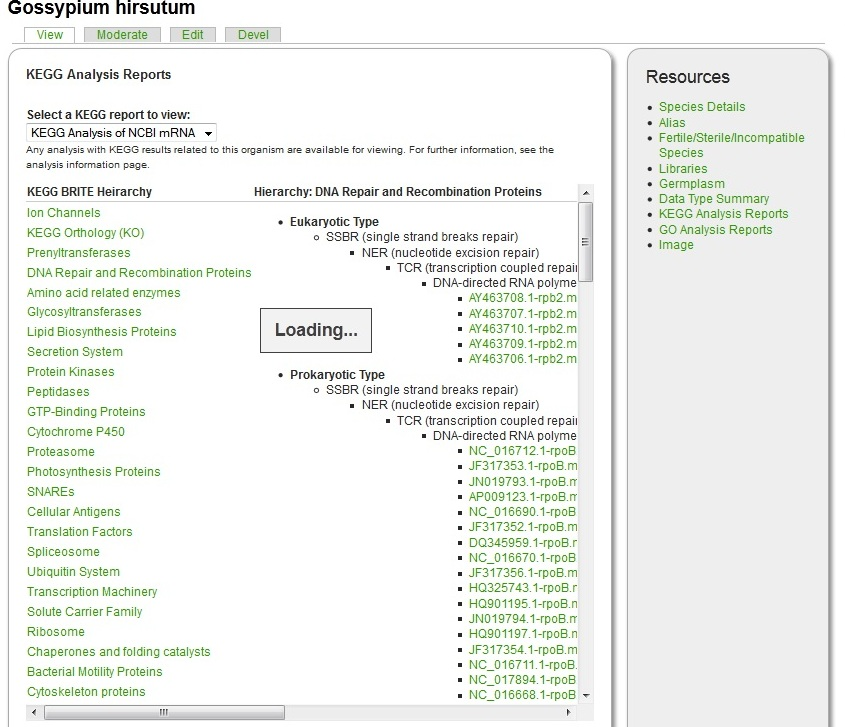 Gossypium hirsutum
View
Moderate
Edit
Devel
KEGG Analysis Reports
Select a KEGG report to view:
KEGG Analysis of NCBI mRNA
Any analysis with KEGG results related to this organism are available for viewing. For further information, see the
analysis information page.
KEGG BRITE Heirarchy
Ion Channels
KEGG Orthology (KO)
Prenyltransferases
DNA Repair and Recombination Proteins
Amino acid related enzymes
Glycosyltransferases
Lipid Biosynthesis Proteins
Secretion System
Protein Kinases
Peptidases
GTP-Binding Proteins
Cytochrome P450
Proteasome
Photosynthesis Proteins
SNAREs
Cellular Antigens
Translation Factors
Spliceosome
Ubiquitin System
Transcription Machinery
Solute Carrier Family
Ribosome
Chaperones and folding catalysts
Bacterial Motility Proteins
Cytoskeleton proteins
Hierarchy: DNA Repair and Recombination Proteins
Eukaryotic Type
SSBR (single strand breaks repair)
NER (nucleotide excision repair)
TCR (transcription coupled repair
DNA-directed RNA polyme
AY463708.1-rpb2.m
AY463707.1-rpb2.m
AY463710.1-rpb2.m
AY463709.1-rpb2.m
AY463706.1-rpb2.m
Loading...
Prokaryotic Type
SSBR (single strand breaks repair)
NER (nucleotide excision repair)
TCR (transcription coupled repair
DNA-directed RNA polyme
NC_016712.1-rpoB
JF317353.1-rpoB.m
JN019793.1-rpoB.m
AP009123.1-rpoB.m
NC_016690.1-rpoB
JF317352.1-rpoB.m
DQ345959.1-rpoB.r
NC_016670.1-rpoB
JF317356.1-rpoB.m
HQ325743.1-rpoB.r
HQ901195.1-rpoB.r
JN019794.1-rpoB.m
HQ901197.1-rpoB.r
JF317354.1-rpoB.m
NC_016711.1-rpoB.
NC_017894.1-rpoB
NC_016668.1-rpoB
Resources
Species Details
Alias
Fertile/Sterile/Incompatible
Species
Libraries
Germplasm
Data Type Summary
KEGG Analysis Reports
GO Analysis Reports
Image